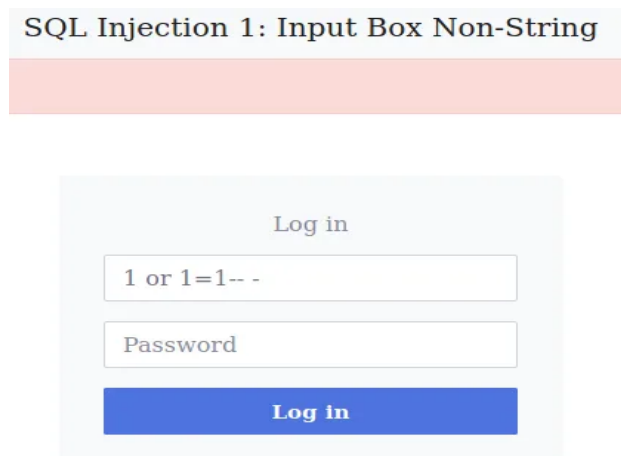 SQL Injection 1: Input Box Non-String
Log in
1 or 1=1-- -
Password
Log in